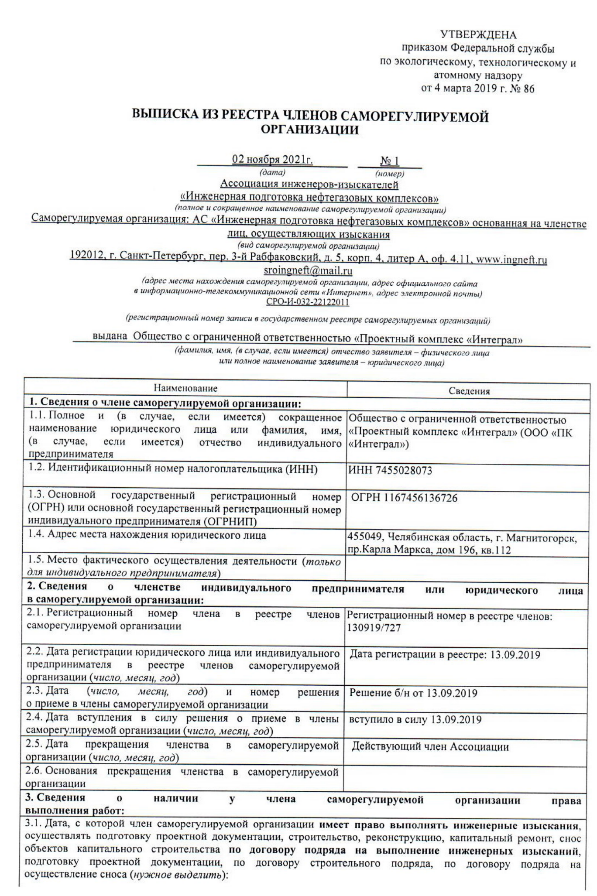 УТВЕРЖДЕНА
приказом Федеральной службы
по экологическому, технологическому и
атомному надзору
от 4 марта 2019 г. № 86
ВЫПИСКА ИЗ РЕЕСТРА ЧЛЕНОВ САМОРЕГУЛИРУЕМОЙ
ОРГАНИЗАЦИИ
02 ноября 2021г. № 1
(дата) (номер)
Ассоциация инженеров-изыскателей
«Инженерная подготовка нефтегазовых комплексов»
(полное и сокращенное наименование саморегулируемой организации)
Саморегулируемая организация: АС «Инженерная подготовка нефтегазовых комплексов» основанная на членстве
лиц, осуществляющих изыскания
(вид саморегулируемой организации)
192012, г. Санкт-Петербург, пер. 3-й Рабфаковский, д. 5, корп. 4, литер А, оф. 4.11, www.ingneft.ru
sroingneft@mail.ru
(адрес места нахождения саморегулируемой организации, адрес официального сайта
в информационно-телекоммуникационной сети «Интернет», адрес электронной почты)
СРО-И-032-22122011
(регистрационный номер записи в государственном реестре саморегулируемых организаций)
выдана Общество с ограниченной ответственностью «Проектный комплекс «Интеграл»
(фамилия, имя, (в случае, если имеется) отчество заявителя – физического лица
или полное наименование заявителя – юридического лица)
Наименование Сведения
1. Сведения о члене саморегулируемой организации:
1.1. Полное и (в случае, если имеется) сокращенное
наименование юридического лица или фамилия, имя,
(в случае, если имеется) отчество индивидуального
предпринимателя
Общество с ограниченной ответственностью
«Проектный комплекс «Интеграл» (ООО «ПК
«Интеграл»)
1.2. Идентификационный номер налогоплательщика (ИНН)
ИНН 7455028073
1.3. Основной государственный регистрационный номер
(ОГРН) или основной государственный регистрационный номер
индивидуального предпринимателя (ОГРНИП)
ОГРН 1167456136726
1.4. Адрес места нахождения юридического лица
455049, Челябинская область, г. Магнитогорск,
пр.Карла Маркса, дом 196, кв.112
1.5. Место фактического осуществления деятельности (только
для индивидуального предпринимателя)
2. Сведения о членстве индивидуального предпринимателя или юридического лица
в саморегулируемой организации:
2.1. Регистрационный номер члена в реестре членов
саморегулируемой организации
Регистрационный номер в реестре членов:
130919/727
2.2. Дата регистрации юридического лица или индивидуального
предпринимателя в реестре членов саморегулируемой
организации (число, месяц, год)
Дата регистрации в реестре: 13.09.2019
2.3. Дата (число, месяц, год) и номер решения
о приеме в члены саморегулируемой организации
Решение б/н от 13.09.2019
2.4. Дата вступления в силу решения о приеме в члены
саморегулируемой организации (число, месяц, год)
вступило в силу 13.09.2019
2.5. Дата прекращения членства в саморегулируемой
организации (число, месяц, год)
Действующий член Ассоциации
2.6. Основания прекращения членства в саморегулируемой
организации
3. Сведения о наличии у члена саморегулируемой организации права
выполнения работ:
3.1. Дата, с которой член саморегулируемой организации имеет право выполнять инженерные изыскания,
осуществлять подготовку проектной документации, строительство, реконструкцию, капитальный ремонт, снос
объектов капитального строительства по договору подряда на выполнение инженерных изысканий,
подготовку проектной документации, по договору строительного подряда, по договору подряда на
осуществление сноса (нужное выделить):